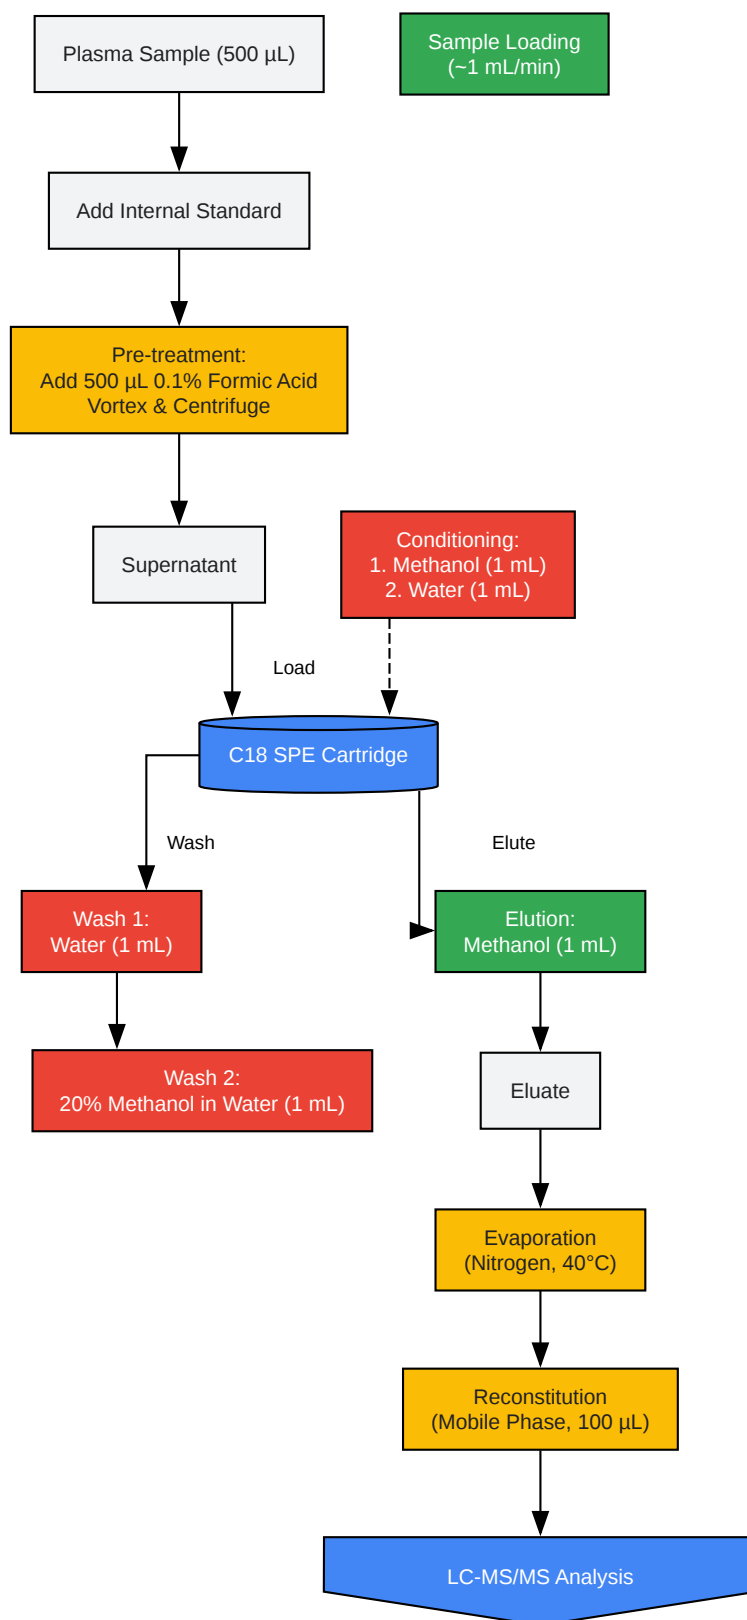 Plasma Sample (500 µL)
Sample Loading
(~1 mL/min)
Add Internal Standard
Pre-treatment:
Add 500 µL 0.1% Formic Acid
Vortex & Centrifuge
Supernatant
Conditioning:
1. Methanol (1 mL)
2. Water (1 mL)
Load
C18 SPE Cartridge
Wash
Elute
Wash 1:
Water (1 mL)
Elution:
Methanol (1 mL)
Wash 2:
20% Methanol in Water (1 mL)
Eluate
Evaporation
(Nitrogen, 40°C)
Reconstitution
(Mobile Phase, 100 µL)
LC-MS/MS Analysis